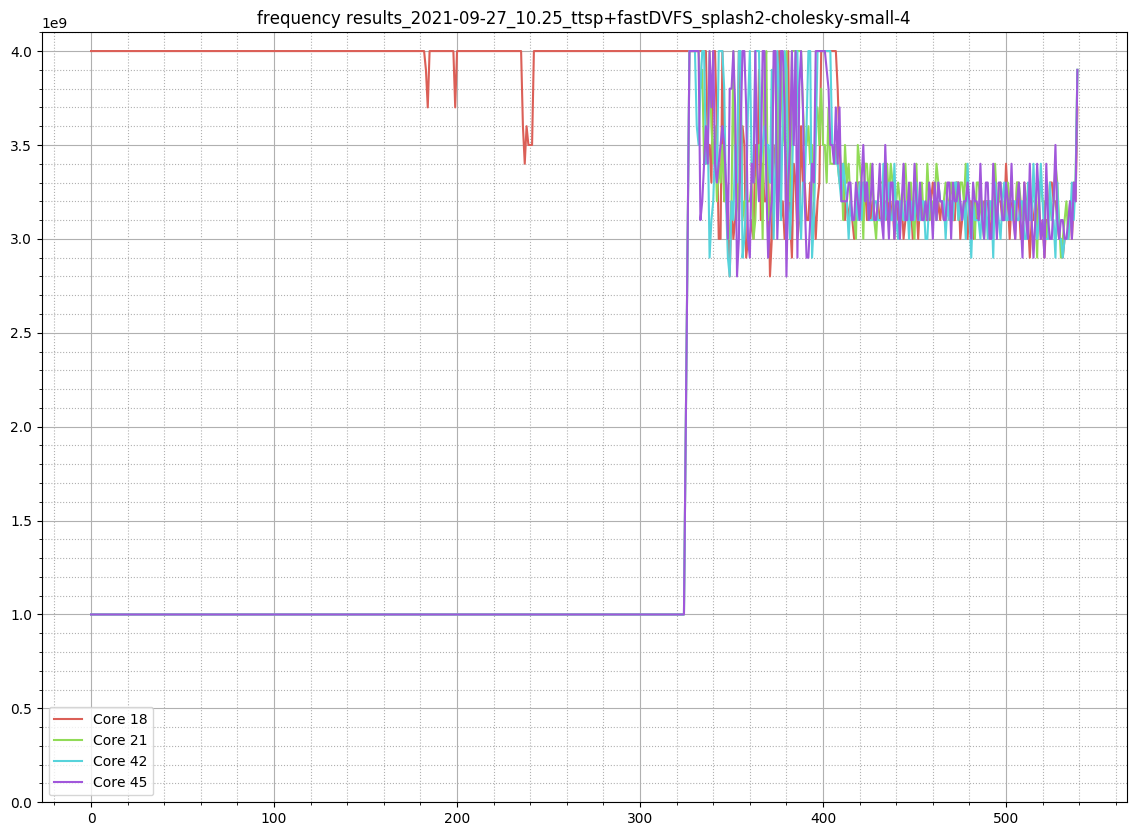 frequency results_2021-09-27_10.25_ttsp+fastDVFS_splash2-cholesky-small-4
1e9
4.0
3.5
3.0
2.5
2.0
1.5
1.0
0.5
0.0
Core 18
Core 21
Core 42
Core 45
0 100 200 300 400 500